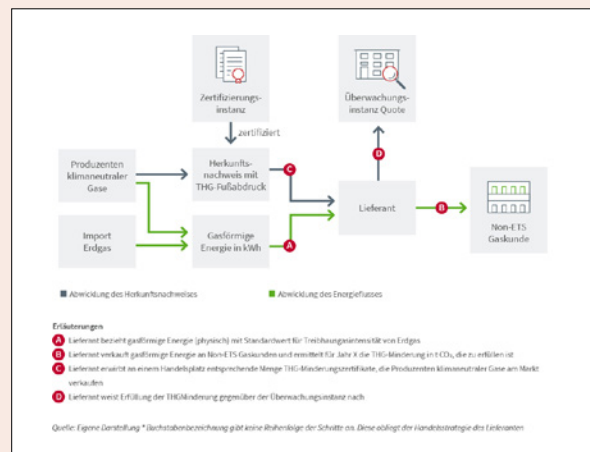 Zertifizierungs-
instanz
Überwachungs-
instanz Quote
zertifiziert
Produzenten
klimaneutraler
Gase
Herkunfts-
nachweis mit
THG-Fußabdruck
C
D
Lieferant
B
Import
Erdgas
Gasförmige
Energie in kWh
A
Non-ETS
Gaskunde
Abwicklung des Herkunftsnachweises
Abwicklung des Energieflusses
Erläuterungen
A Lieferant bezieht gasförmige Energie (physisch) mit Standardwert für Treibhausgasintensität von Erdgas
B Lieferant verkauft gasförmige Energie an Non-ETS Gaskunden und ermittelt für Jahr X die THG-Minderung in t CO₂, die zu erfüllen ist
C Lieferant erwirbt an einem Handelsplatz entsprechende Menge THG-Minderungszertifikate, die Produzenten klimaneutraler Gase am Markt
verkaufen
D Lieferant weist Erfüllung der THGMinderung gegenüber der Überwachungsinstanz nach
Quelle: Eigene Darstellung * Buchstabenbezeichnung gibt keine Reihenfolge der Schritte an. Diese obliegt der Handelsstrategie des Lieferanten